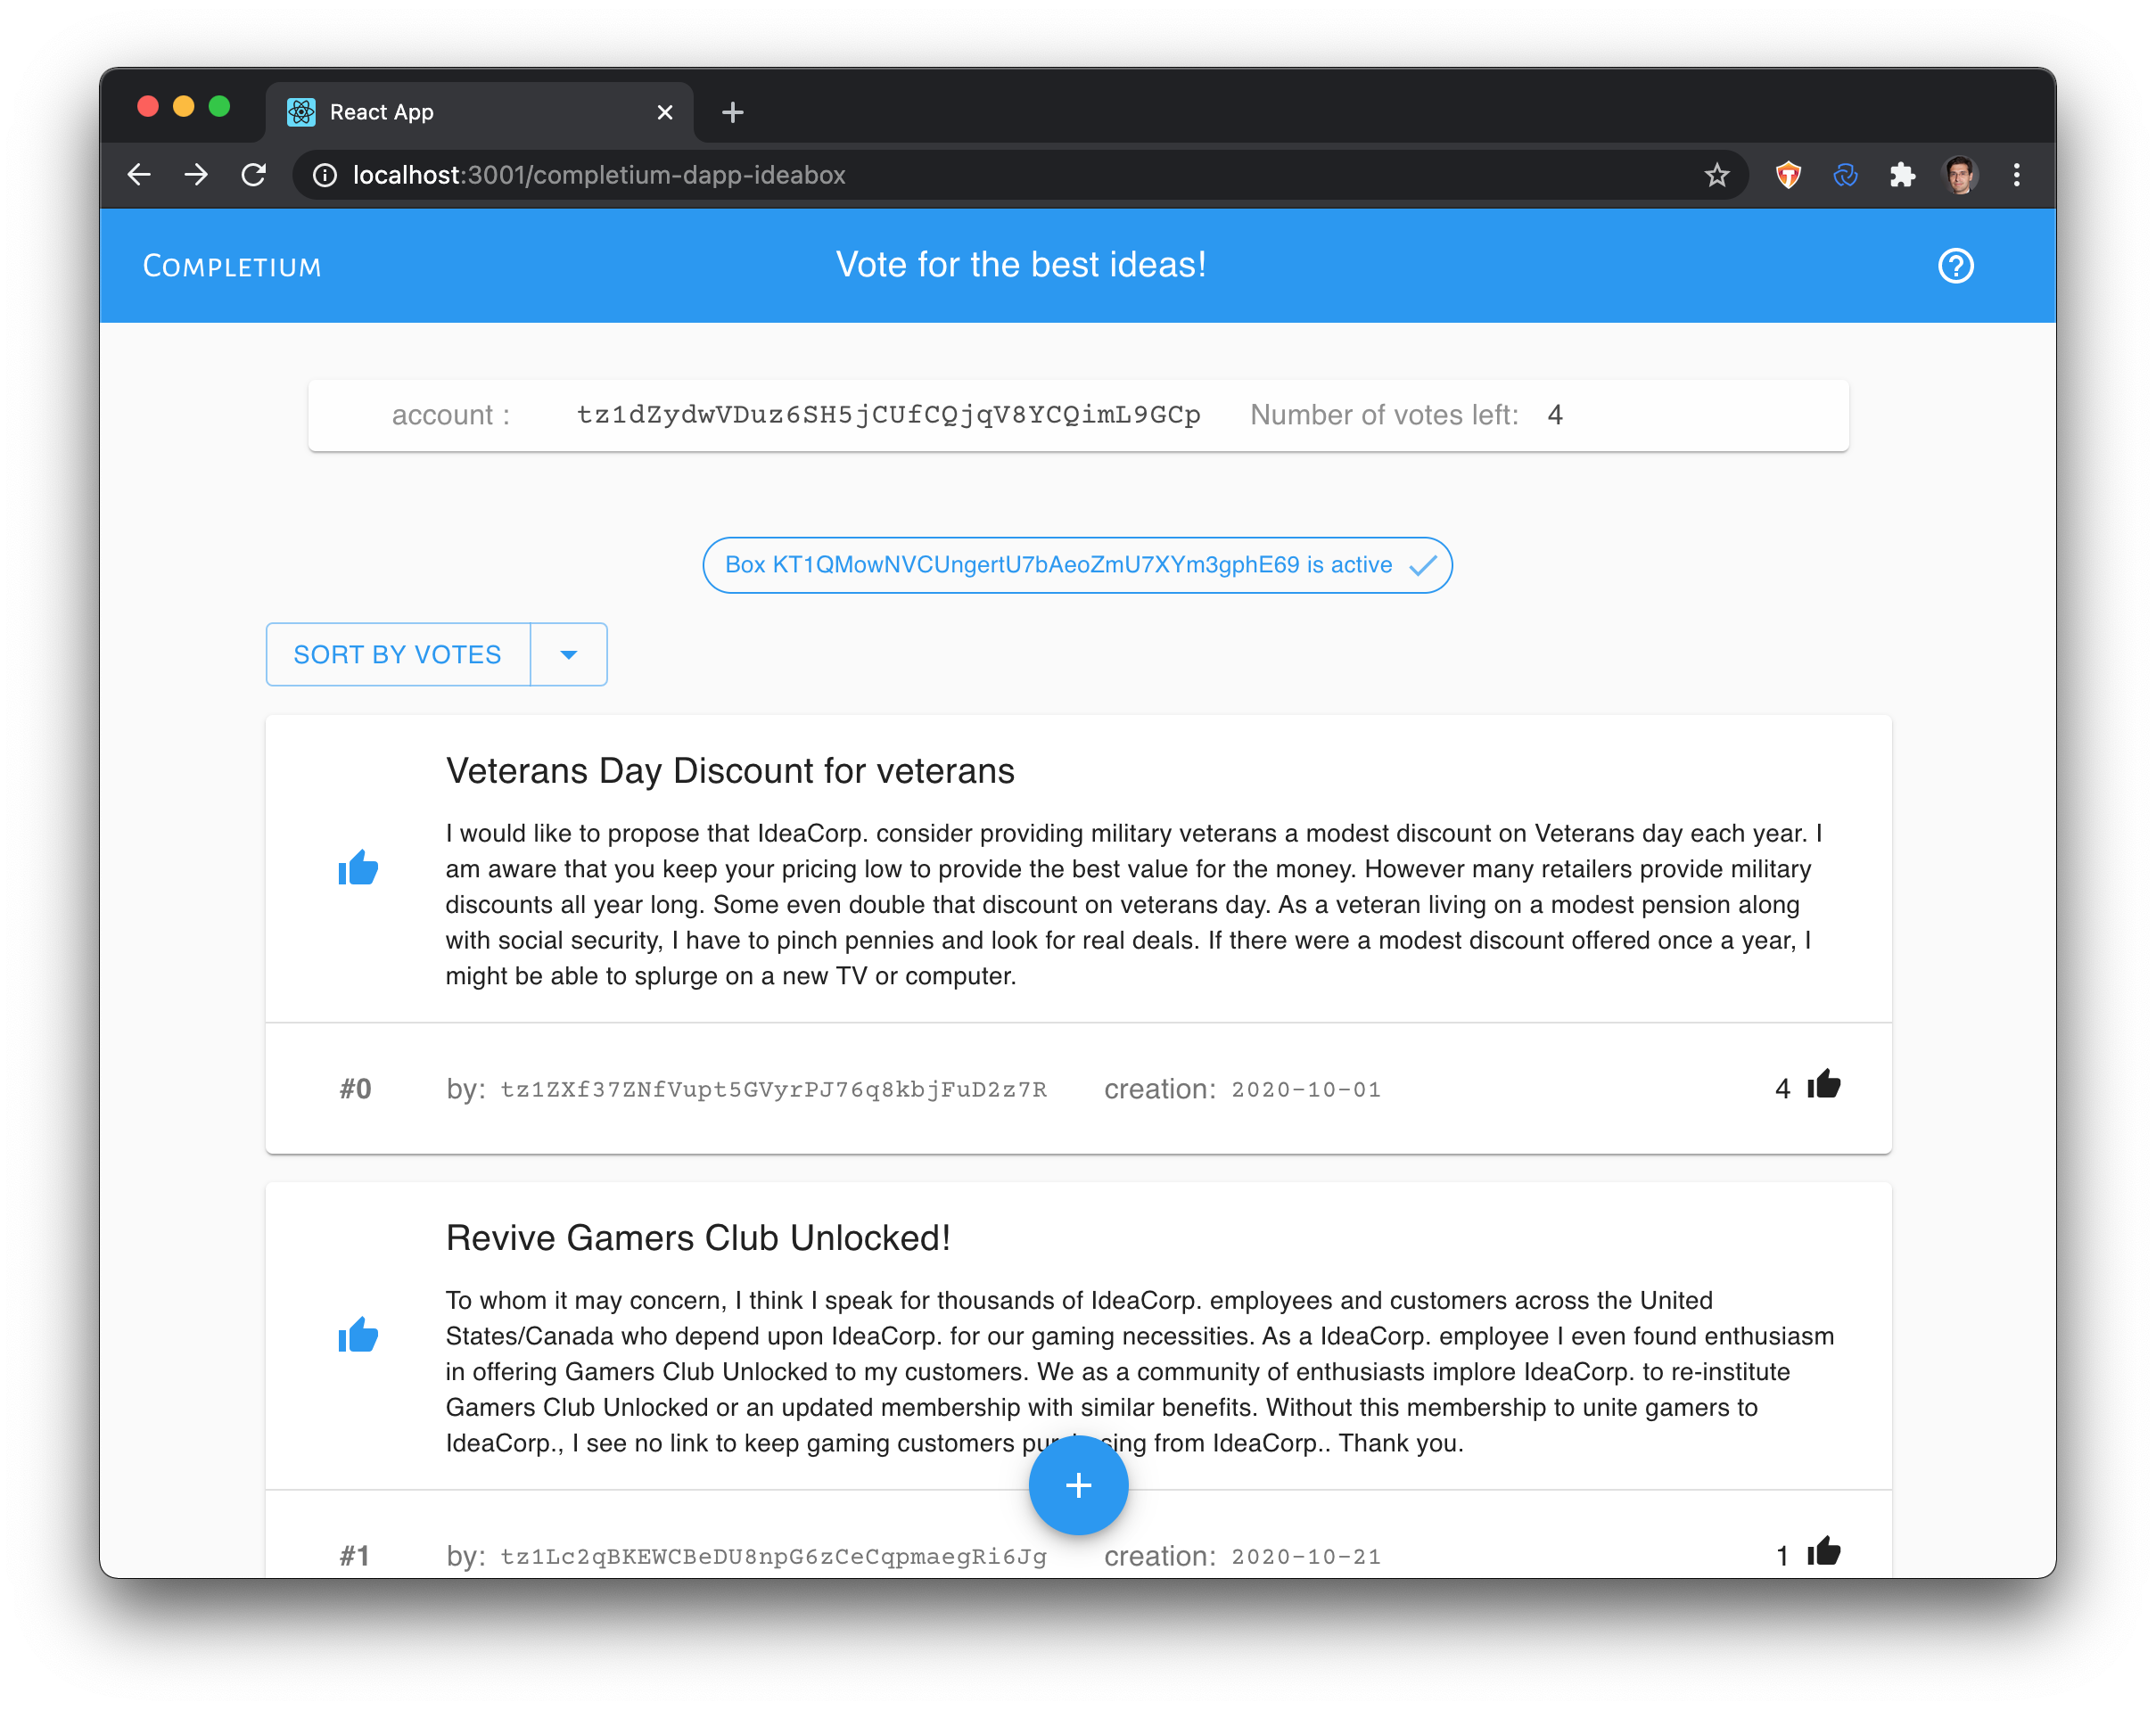 React App
localhost:3001/completium-dapp-ideabox
Completium
Vote for the best ideas!
account :
tz1dZydwVDuz6SH5jCUfCQjqV8YCQimL9GCp
Number of votes left: 4
Box KT1QMowNVCUngertU7bAeoZmU7XYm3gphE69 is active
SORT BY VOTES
Veterans Day Discount for veterans
I would like to propose that IdeaCorp. consider providing military veterans a modest discount on Veterans day each year. I
am aware that you keep your pricing low to provide the best value for the money. However many retailers provide military
discounts all year long. Some even double that discount on veterans day. As a veteran living on a modest pension along
with social security, I have to pinch pennies and look for real deals. If there were a modest discount offered once a year, I
might be able to splurge on a new TV or computer.
#0 by: tz1ZXf37ZNfVupt5GVyrPJ76q8kbjFuD2z7R creation: 2020-10-01 4
Revive Gamers Club Unlocked!
To whom it may concern, I think I speak for thousands of IdeaCorp. employees and customers across the United
States/Canada who depend upon IdeaCorp. for our gaming necessities. As a IdeaCorp. employee I even found enthusiasm
in offering Gamers Club Unlocked to my customers. We as a community of enthusiasts implore IdeaCorp. to re-institute
Gamers Club Unlocked or an updated membership with similar benefits. Without this membership to unite gamers to
IdeaCorp., I see no link to keep gaming customers purchasing from IdeaCorp.. Thank you.
#1 by: tz1Lc2qBKEWCBeDU8npG6zCeCqpmaegRi6Jg creation: 2020-10-21 1